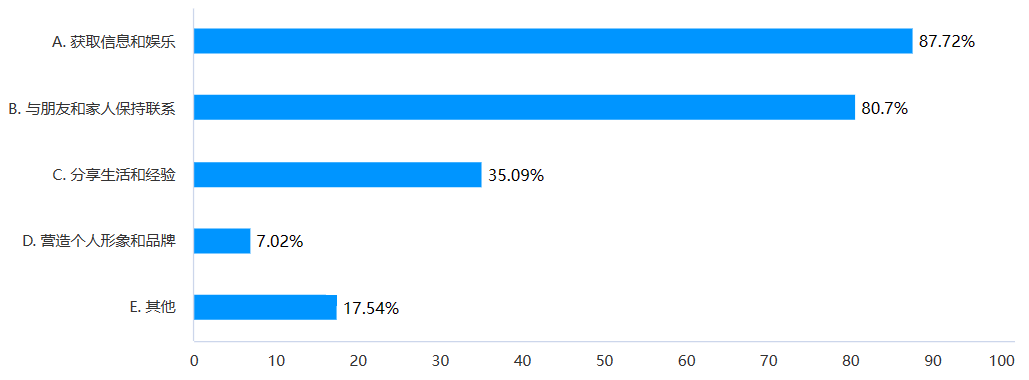 A. 获取信息和娱乐 87.72%
B. 与朋友和家人保持联系 80.7%
C. 分享生活和经验 35.09%
D. 营造个人形象和品牌 7.02%
E. 其他 17.54%
0 10 20 30 40 50 60 70 80 90 100